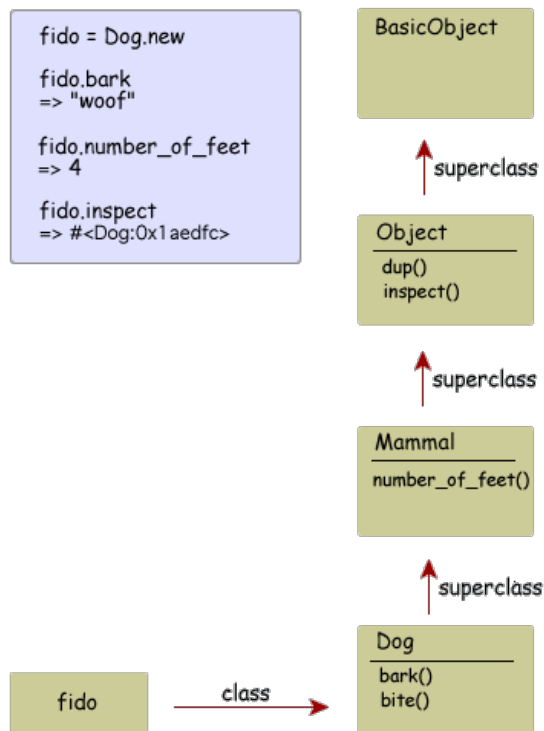 fido = Dog.new
fido.bark
=> "woof"
fido.number_of_feet
=> 4
fido.inspect
=> #<Dog:0x1aedfc>
BasicObject
superclass
Object
dup()
inspect()
superclass
Mammal
number_of_feet()
superclass
Dog
bark()
bite()
fido
class